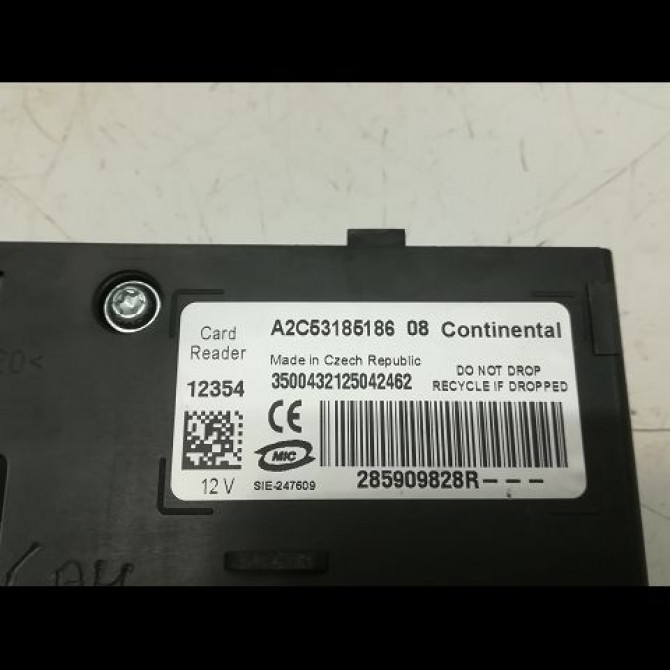 Card Reader
A2C53185186 08 Continental
Made in Czech Republic
DO NOT DROP
RECYCLE IF DROPPED
12354
3500432125042462
CE
MIC
12 V
SIE-247609
285909828R---